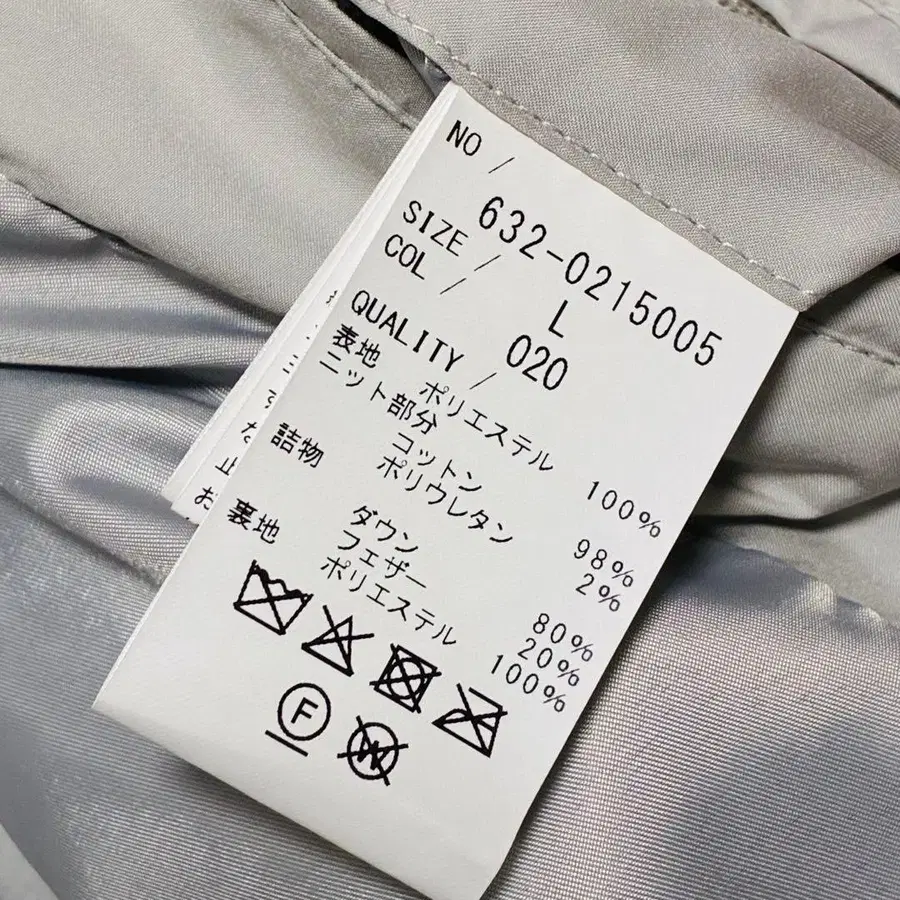 NO / 632-0215005
SIZE / L
COL / 020
QUALITY /
表地 ポリエステル 100%
ニット部分 コットン 98%
ポリウレタン 2%
詰物 ダウン 80%
フェザー 20%
裏地 ポリエステル 100%
F
W